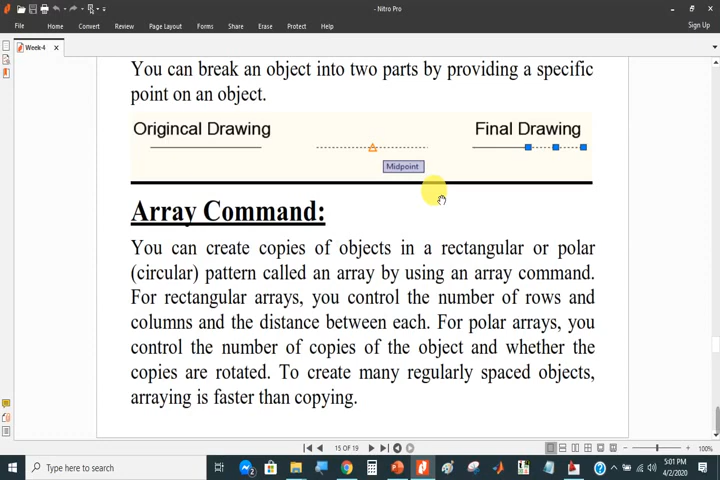 - Nitro Pro
File Home Convert Review Page Layout Forms Share Erase Protect Help Sign Up
Week-4
You can break an object into two parts by providing a specific
point on an object.
Origincal Drawing Final Drawing
Midpoint
Array Command:
You can create copies of objects in a rectangular or polar
(circular) pattern called an array by using an array command.
For rectangular arrays, you control the number of rows and
columns and the distance between each. For polar arrays, you
control the number of copies of the object and whether the
copies are rotated. To create many regularly spaced objects,
arraying is faster than copying.
15 OF 19 100%
Type here to search
5:01 PM
4/2/2020